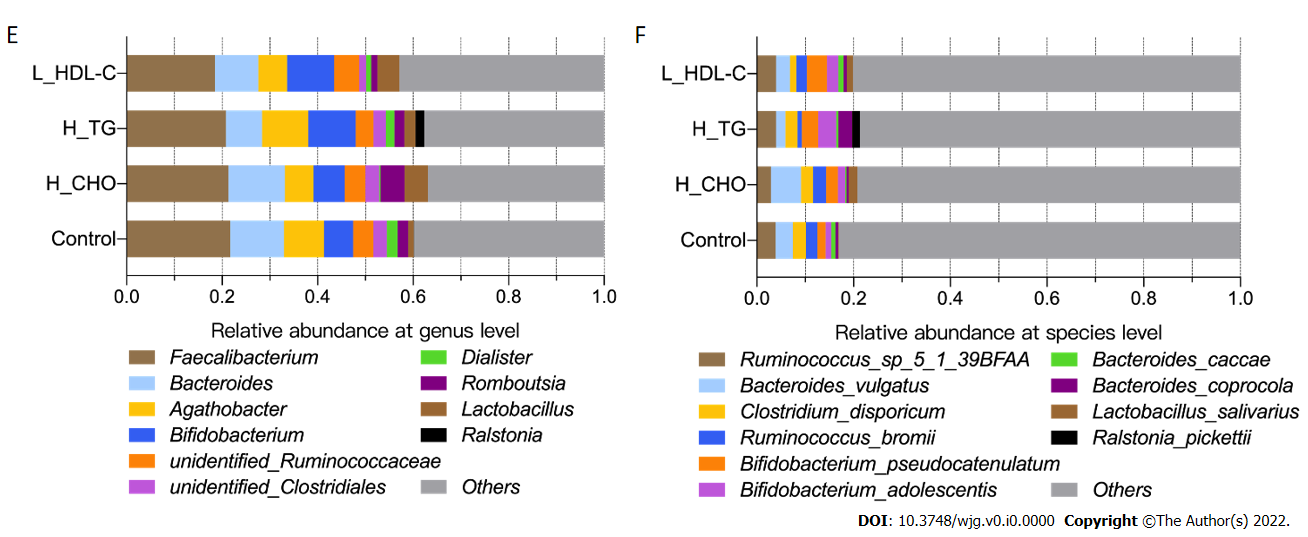 E
L_HDL-C
H_TG
H_CHO
Control
0.0 0.2 0.4 0.6 0.8 1.0
Relative abundance at genus level
Faecalibacterium
Bacteroides
Agathobacter
Bifidobacterium
unidentified_Ruminococcaceae
unidentified_Clostridiales
Dialister
Romboutsia
Lactobacillus
Ralstonia
Others
F
L_HDL-C
H_TG
H_CHO
Control
0.0 0.2 0.4 0.6 0.8 1.0
Relative abundance at species level
Ruminococcus_sp_5_1_39BFAA
Bacteroides_vulgatus
Clostridium_disporicum
Ruminococcus_bromii
Bifidobacterium_pseudocatenulatum
Bifidobacterium_adolescentis
Bacteroides_caccae
Bacteroides_coprocola
Lactobacillus_salivarius
Ralstonia_pickettii
Others
DOI: 10.3748/wjg.v0.i0.0000 Copyright ©The Author(s) 2022.